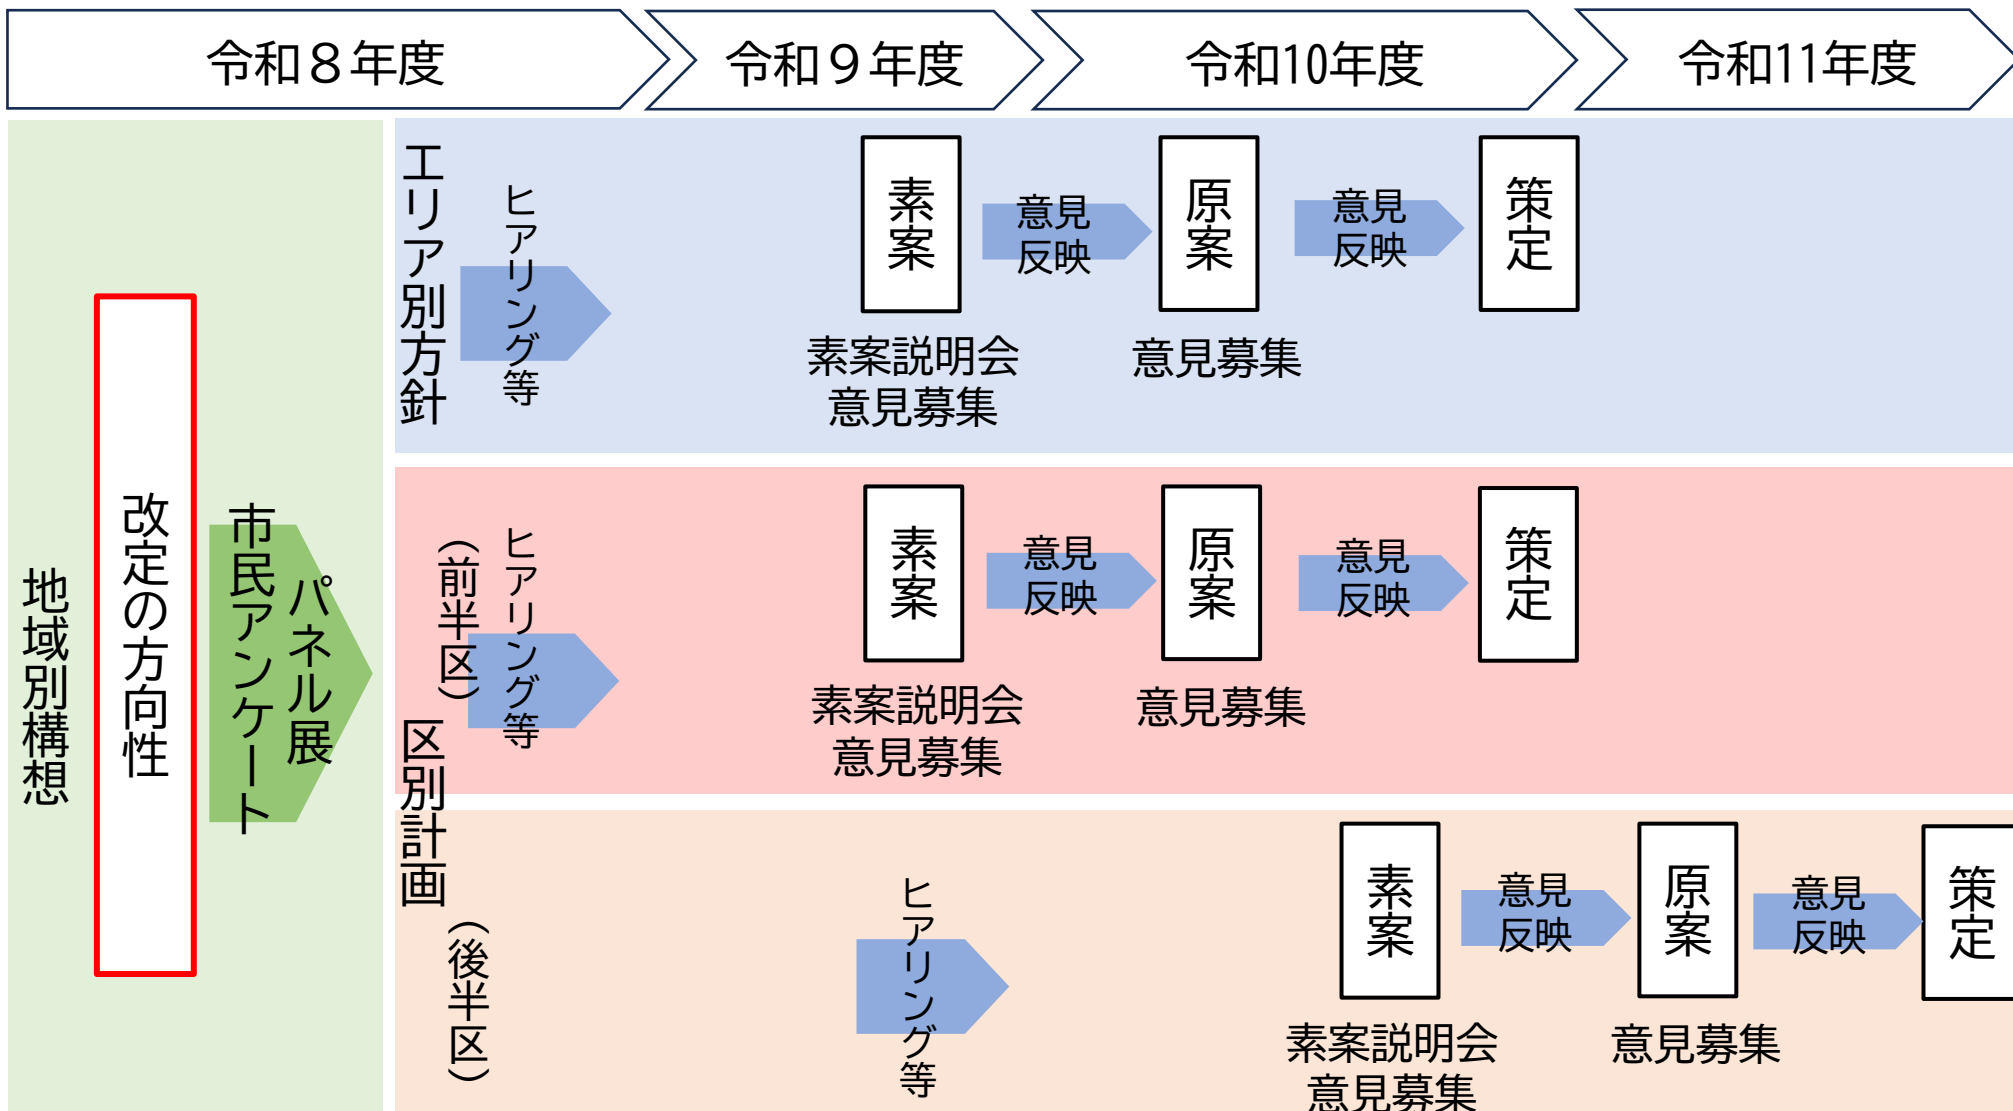 令和８年度
令和９年度
令和10年度
令和11年度
地域別構想
改定の方向性
市民アンケート
パネル展
エリア別方針
ヒアリング等
素案
意見
反映
原案
意見
反映
策定
素案説明会
意見募集
意見募集
区別計画
（前半区）
ヒアリング等
素案
意見
反映
原案
意見
反映
策定
素案説明会
意見募集
意見募集
（後半区）
ヒアリング等
素案
意見
反映
原案
意見
反映
策定
素案説明会
意見募集
意見募集